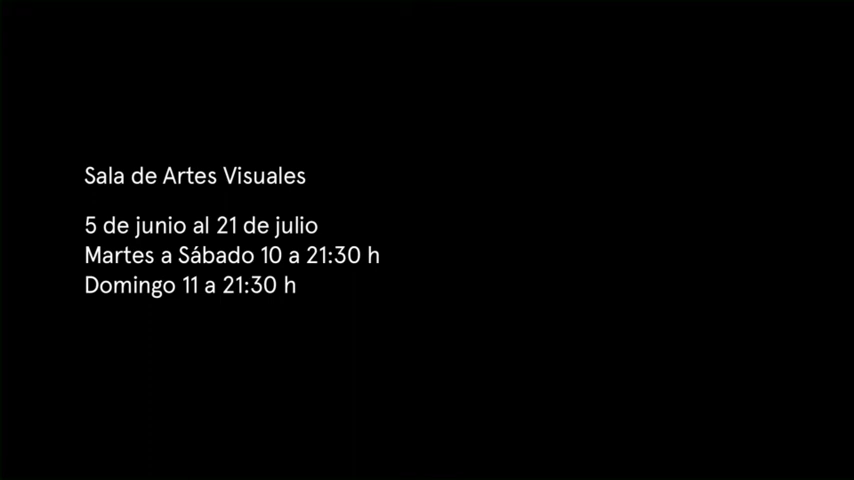 Sala de Artes Visuales
5 de junio al 21 de julio
Martes a Sábado 10 a 21:30 h
Domingo 11 a 21:30 h